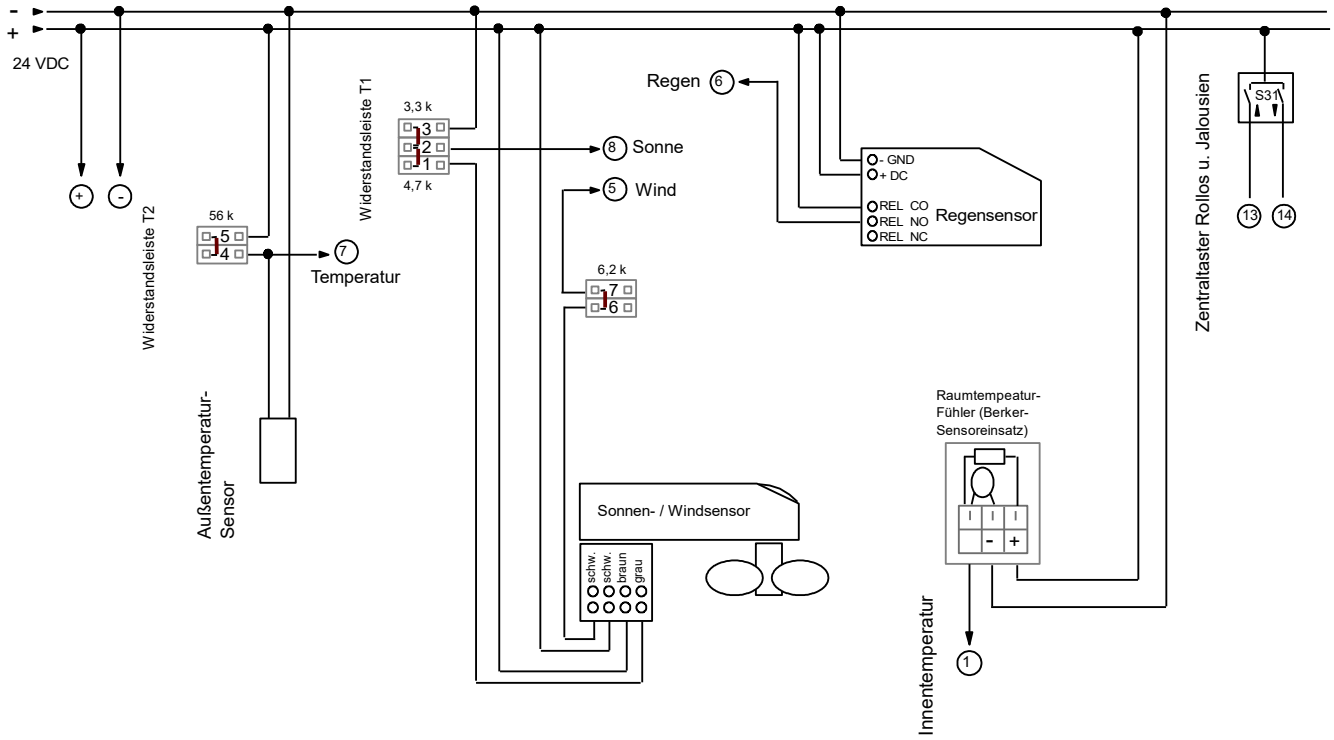 -
+
24 VDC
+
-
Widerstandsleiste T2
56 k
5
4
7
Temperatur
Außentemperatur-
Sensor
Widerstandsleiste T1
3,3 k
3
2
1
4,7 k
8 Sonne
5 Wind
6,2 k
7
6
Regen 6
- GND
+ DC
REL CO
REL NO
REL NC
Regensensor
Sonnen- / Windsensor
schw.
schw.
braun
grau
Raumtempeatur-
Fühler (Berker-
Sensoreinsatz)
- +
Innentemperatur
1
Zentraltaster Rollos u. Jalousien
S31
13 14